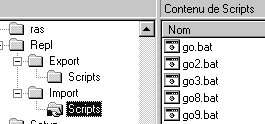 Contenu de Scripts
Nom
ras
Repl
Export
Scripts
Import
Scripts
go.bat
go2.bat
go3.bat
go8.bat
go9.bat